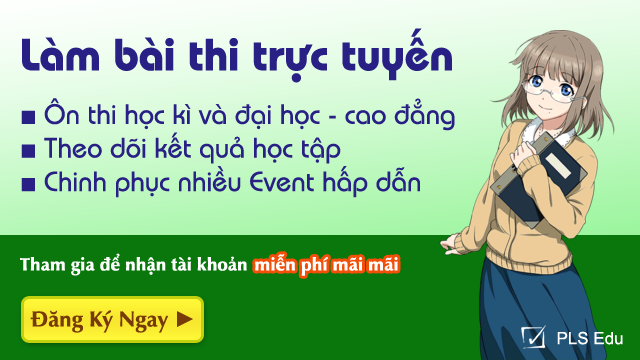 Làm bài thi trực tuyến
▪ Ôn thi học kì và đại học - cao đẳng
▪ Theo dõi kết quả học tập
▪ Chinh phục nhiều Event hấp dẫn
Tham gia để nhận tài khoản miễn phí mãi mãi
Đăng Ký Ngay ►
PLS Edu